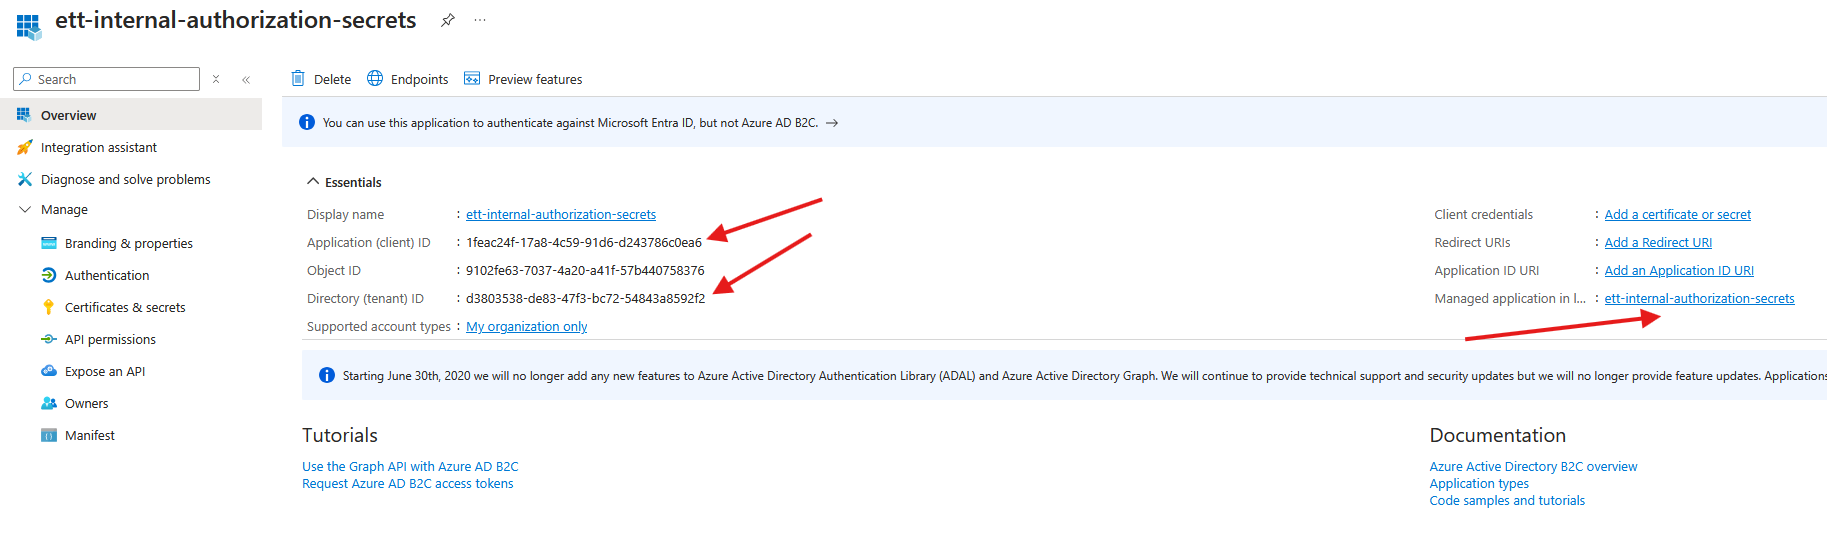 ett-internal-authorization-secrets
Search
Overview
Integration assistant
Diagnose and solve problems
Manage
Branding & properties
Authentication
Certificates & secrets
API permissions
Expose an API
Owners
Manifest
Delete Endpoints Preview features
You can use this application to authenticate against Microsoft Entra ID, but not Azure AD B2C. →
Essentials
Display name : ett-internal-authorization-secrets
Application (client) ID : 1feac24f-17a8-4c59-91d6-d243786c0ea6
Object ID : 9102fe63-7037-4a20-a41f-57b440758376
Directory (tenant) ID : d3803538-de83-47f3-bc72-54843a8592f2
Supported account types : My organization only
Client credentials : Add a certificate or secret
Redirect URIs : Add a Redirect URI
Application ID URI : Add an Application ID URI
Managed application in l... : ett-internal-authorization-secrets
Starting June 30th, 2020 we will no longer add any new features to Azure Active Directory Authentication Library (ADAL) and Azure Active Directory Graph. We will continue to provide technical support and security updates but we will no longer provide feature updates. Applications
Tutorials
Use the Graph API with Azure AD B2C
Request Azure AD B2C access tokens
Documentation
Azure Active Directory B2C overview
Application types
Code samples and tutorials